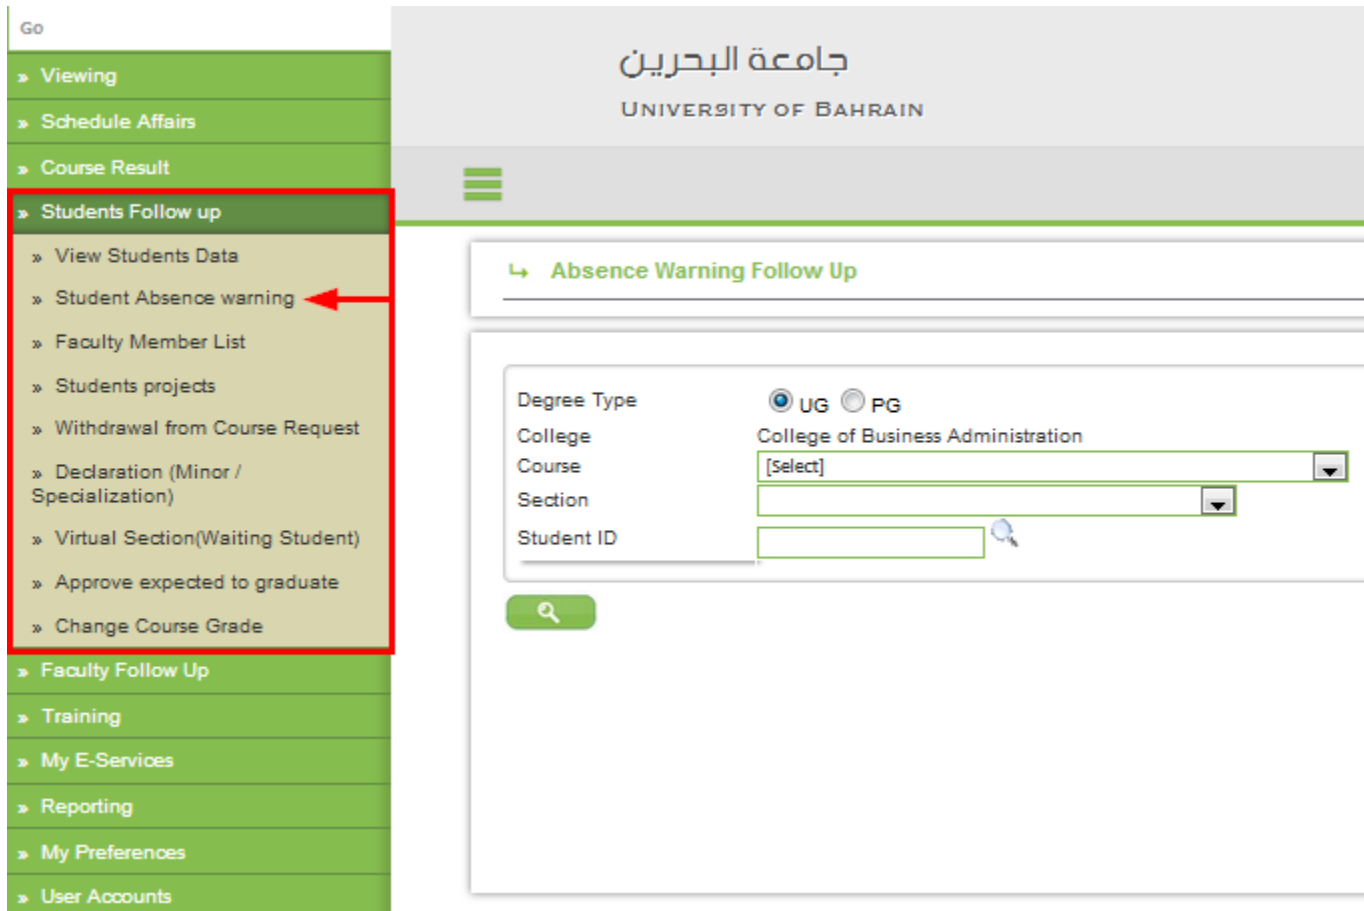 Go
» Viewing
» Schedule Affairs
» Course Result
» Students Follow up
» View Students Data
» Student Absence warning
» Faculty Member List
» Students projects
» Withdrawal from Course Request
» Declaration (Minor /
Specialization)
» Virtual Section(Waiting Student)
» Approve expected to graduate
» Change Course Grade
» Faculty Follow Up
» Training
» My E-Services
» Reporting
» My Preferences
» User Accounts
جامعة البحرين
UNIVERSITY OF BAHRAIN
Absence Warning Follow Up
Degree Type UG PG
College College of Business Administration
Course [Select]
Section
Student ID